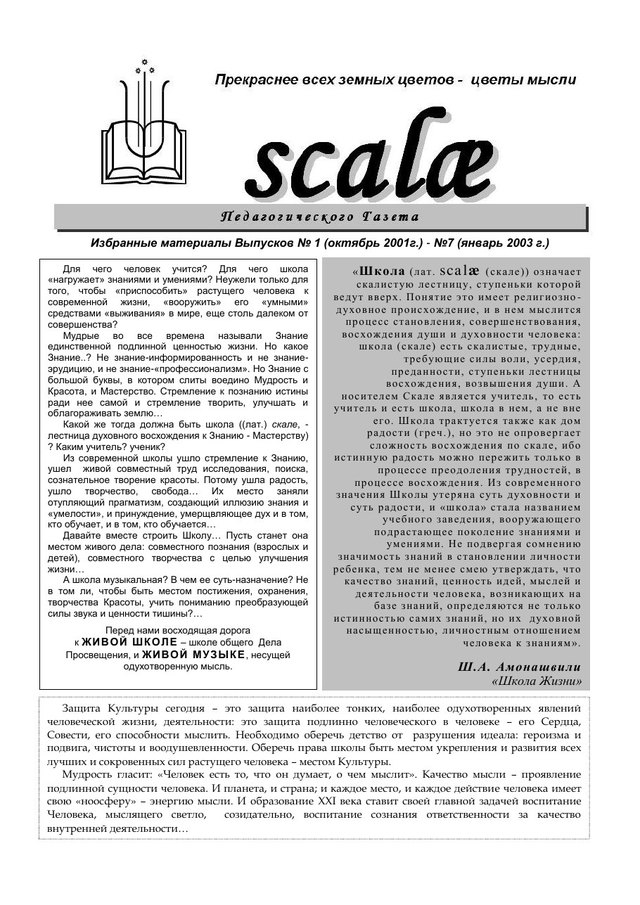 Прекраснее всех земных цветов - цветы мысли
scalæ
Педагогического Газета
Избранные материалы Выпусков № 1 (октябрь 2001г.) - №7 (январь 2003 г.)
Для чего человек учится? Для чего школа
«нагружает» знаниями и умениями? Неужели только для
того, чтобы «приспособить» растущего человека к
современной жизни, «вооружить» его «умными»
средствами «выживания» в мире, еще столь далеком от
совершенства?
Мудрые во все времена называли Знание
единственной подлинной ценностью жизни. Но какое
Знание..? Не знание-информированность и не знание-
эрудицию, и не знание-«профессионализм». Но Знание с
большой буквы, в котором слиты воедино Мудрость и
Красота, и Мастерство. Стремление к познанию истины
ради нее самой и стремление творить, улучшать и
облагораживать землю…
Какой же тогда должна быть школа ((лат.) скале, -
лестница духовного восхождения к Знанию - Мастерству)
? Каким учитель? ученик?
Из современной школы ушло стремление к Знанию,
ушел живой совместный труд исследования, поиска,
сознательное творение красоты. Потому ушла радость,
ушло творчество, свобода… Их место заняли
отупляющий прагматизм, создающий иллюзию знания и
«умелости», и принуждение, умерщвляющее дух и в том,
кто обучает, и в том, кто обучается…
Давайте вместе строить Школу… Пусть станет она
местом живого дела: совместного познания (взрослых и
детей), совместного творчества с целью улучшения
жизни…
А школа музыкальная? В чем ее суть-назначение? Не
в том ли, чтобы быть местом постижения, охранения,
творчества Красоты, учить пониманию преобразующей
силы звука и ценности тишины?…
Перед нами восходящая дорога
к ЖИВОЙ ШКОЛЕ – школе общего Дела
Просвещения, и ЖИВОЙ МУЗЫКЕ, несущей
одухотворенную мысль.
«Школа (лат. scalæ (скале)) означает
скалистую лестницу, ступеньки которой
ведут вверх. Понятие это имеет религиозно-
духовное происхождение, и в нем мыслится
процесс становления, совершенствования,
восхождения души и духовности человека:
школа (скале) есть скалистые, трудные,
требующие силы воли, усердия,
преданности, ступеньки лестницы
восхождения, возвышения души. А
носителем Скале является учитель, то есть
учитель и есть школа, школа в нем, а не вне
его. Школа трактуется также как дом
радости (греч.), но это не опровергает
сложность восхождения по скале, ибо
истинную радость можно пережить только в
процессе преодоления трудностей, в
процессе восхождения. Из современного
значения Школы утеряна суть духовности и
суть радости, и «школа» стала названием
учебного заведения, вооружающего
подрастающее поколение знаниями и
умениями. Не подвергая сомнению
значимость знаний в становлении личности
ребенка, тем не менее смею утверждать, что
качество знаний, ценность идей, мыслей и
деятельности человека, возникающих на
базе знаний, определяются не только
истинностью самих знаний, но их духовной
насыщенностью, личностным отношением
человека к знаниям».
Ш.А. Амонашвили
«Школа Жизни»
Защита Культуры сегодня – это защита наиболее тонких, наиболее одухотворенных явлений
человеческой жизни, деятельности: это защита подлинно человеческого в человеке – его Сердца,
Совести, его способности мыслить. Необходимо оберечь детство от разрушения идеала: героизма и
подвига, чистоты и воодушевленности. Оберечь права школы быть местом укрепления и развития всех
лучших и сокровенных сил растущего человека – местом Культуры.
Мудрость гласит: «Человек есть то, что он думает, о чем мыслит». Качество мысли – проявление
подлинной сущности человека. И планета, и страна; и каждое место, и каждое действие человека имеет
свою «ноосферу» – энергию мысли. И образование XXI века ставит своей главной задачей воспитание
Человека, мыслящего светло, созидательно, воспитание сознания ответственности за качество
внутренней деятельности…